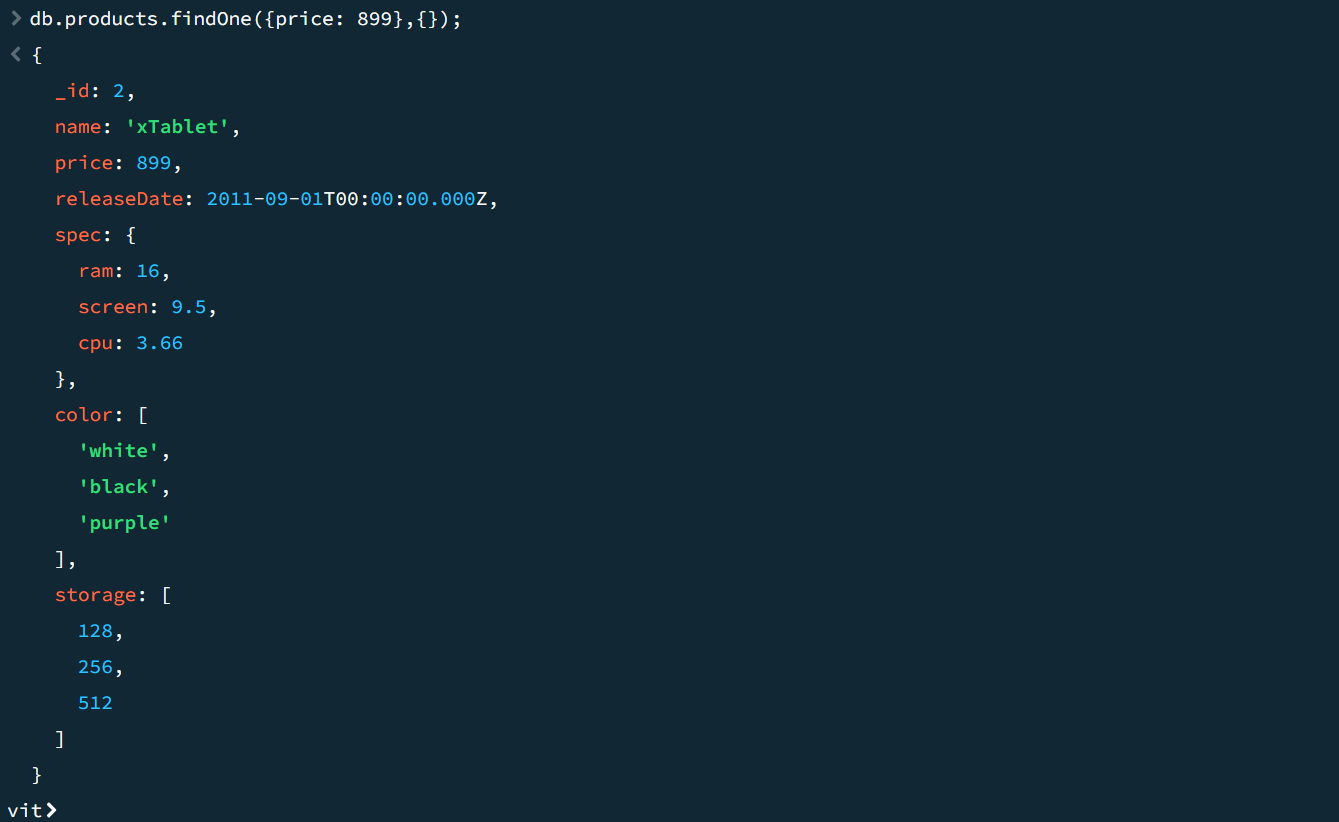 > db.products.findOne({price: 899},{});
< {
    _id: 2,
    name: 'xTablet',
    price: 899,
    releaseDate: 2011-09-01T00:00:00.000Z,
    spec: {
      ram: 16,
      screen: 9.5,
      cpu: 3.66
    },
    color: [
      'white',
      'black',
      'purple'
    ],
    storage: [
      128,
      256,
      512
    ]
  }
vit>